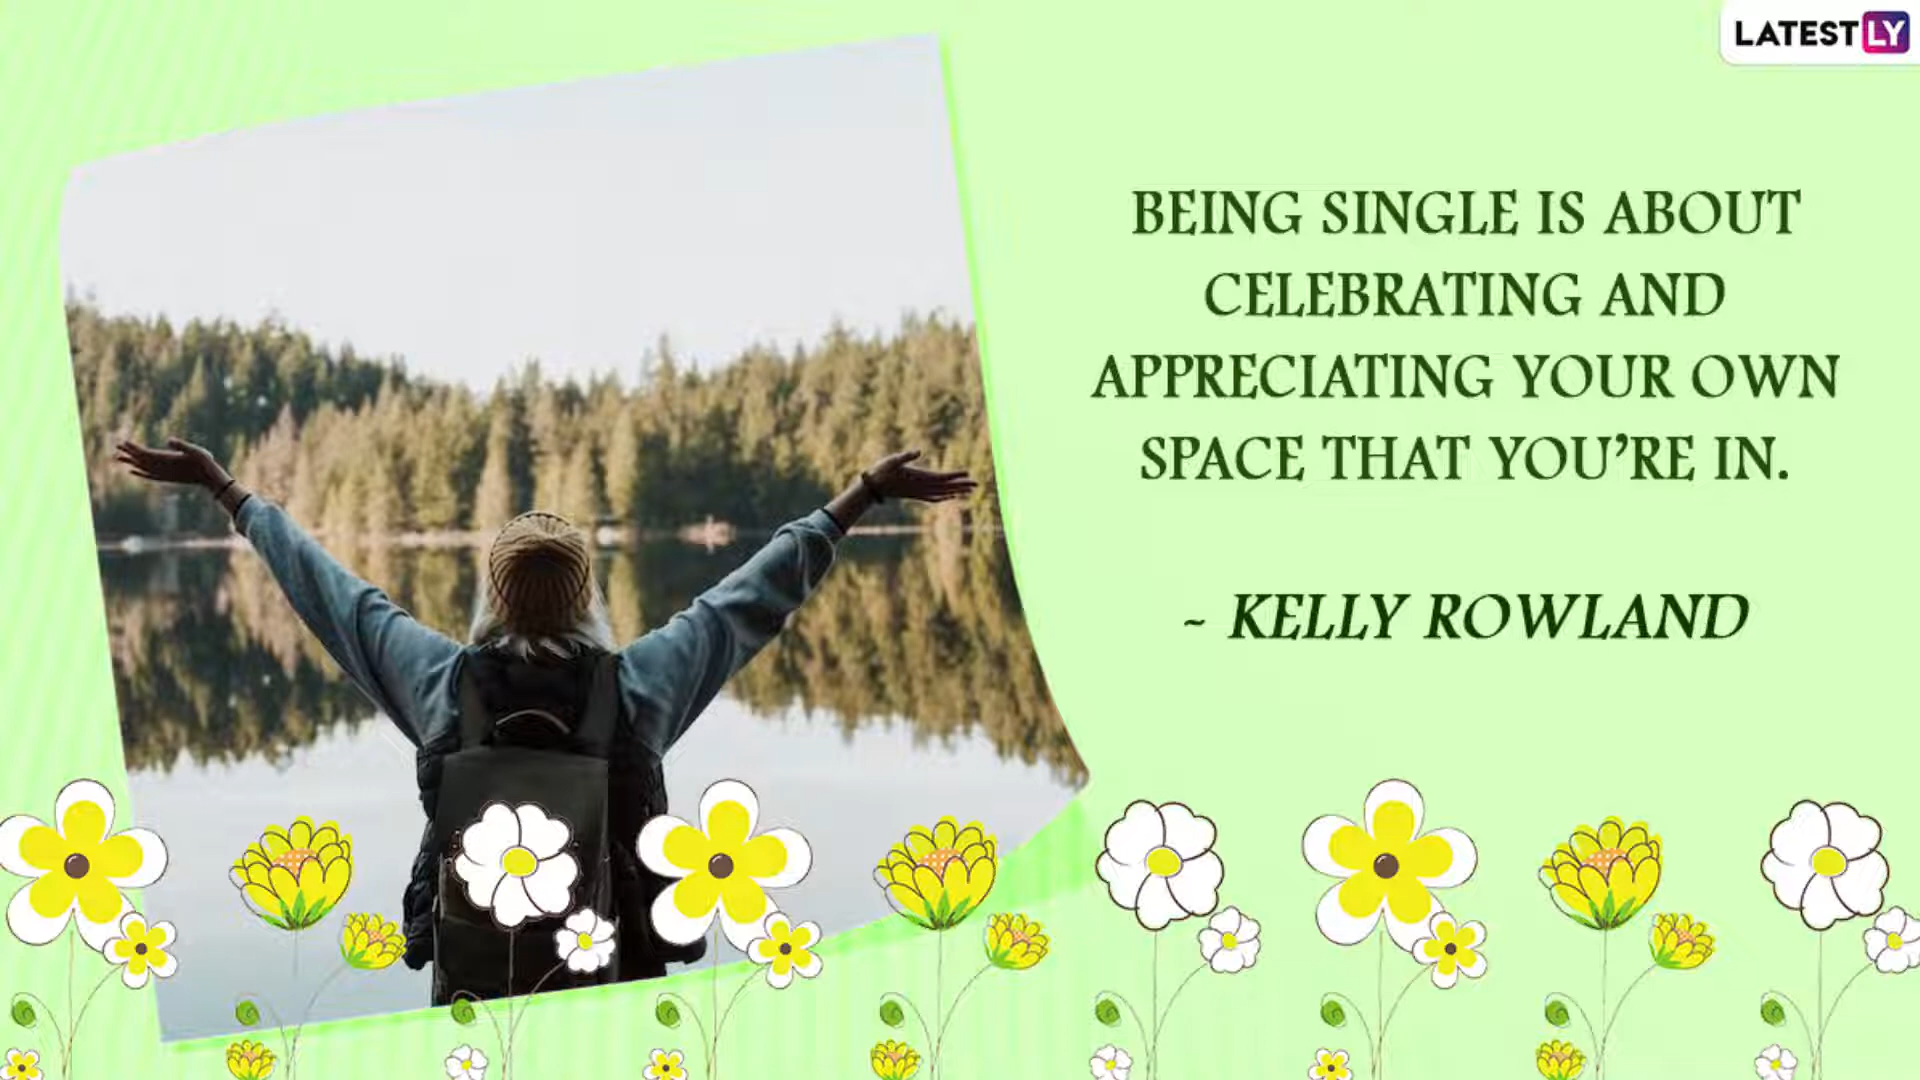 LATESTLY
BEING SINGLE IS ABOUT
CELEBRATING AND
APPRECIATING YOUR OWN
SPACE THAT YOU’RE IN.
~ KELLY ROWLAND